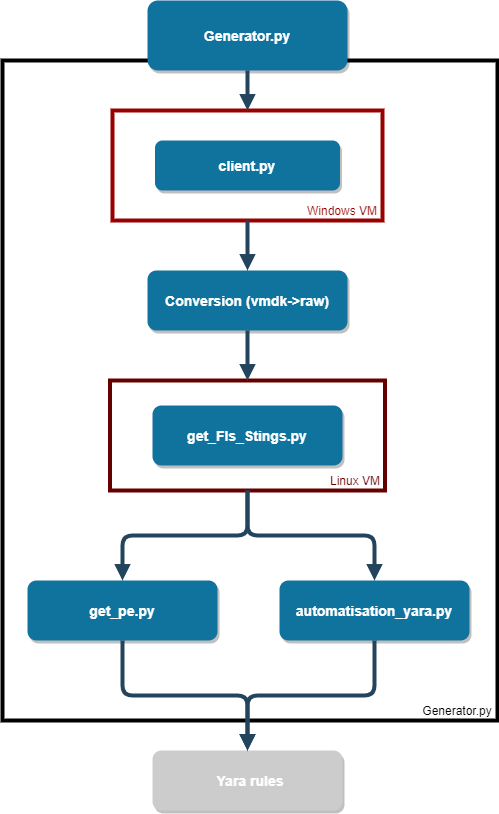 Generator.py
client.py
Windows VM
Conversion (vmdk->raw)
get_Fls_Stings.py
Linux VM
get_pe.py
automatisation_yara.py
Generator.py
Yara rules